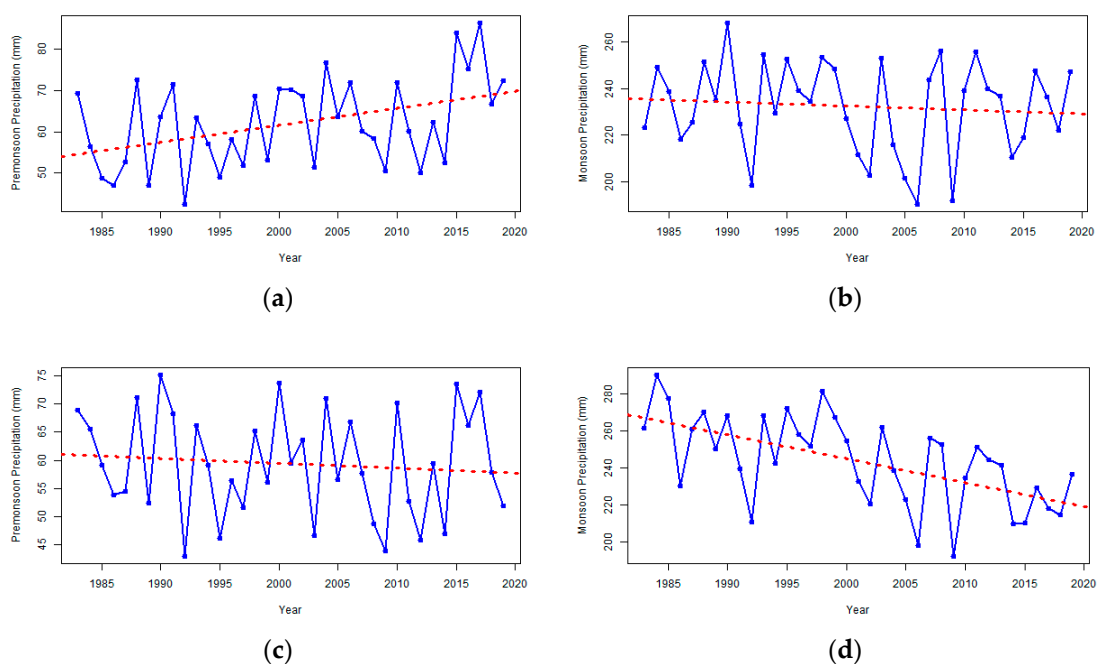 Premonsoon Precipitation (mm)
50 60 70 80
1985 1990 1995 2000 2005 2010 2015 2020
Year
(a)
Monsoon Precipitation (mm)
200 220 240 260
1985 1990 1995 2000 2005 2010 2015 2020
Year
(b)
Premonsoon Precipitation (mm)
45 50 55 60 65 70 75
1985 1990 1995 2000 2005 2010 2015 2020
Year
(c)
Monsoon Precipitation (mm)
200 220 240 260 280
1985 1990 1995 2000 2005 2010 2015 2020
Year
(d)